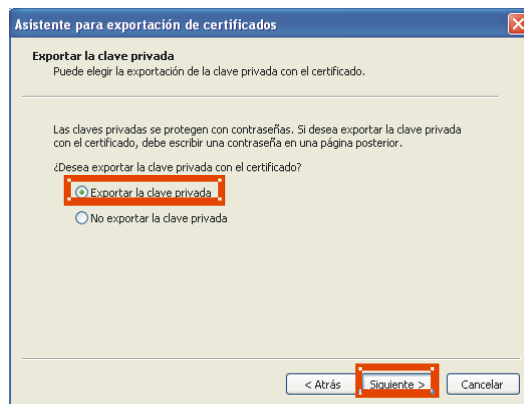 Asistente para exportación de certificados
Exportar la clave privada
Puede elegir la exportación de la clave privada con el certificado.
Las claves privadas se protegen con contraseñas. Si desea exportar la clave privada
con el certificado, debe escribir una contraseña en una página posterior.
¿Desea exportar la clave privada con el certificado?
Exportar la clave privada
No exportar la clave privada
< Atrás Siguiente > Cancelar